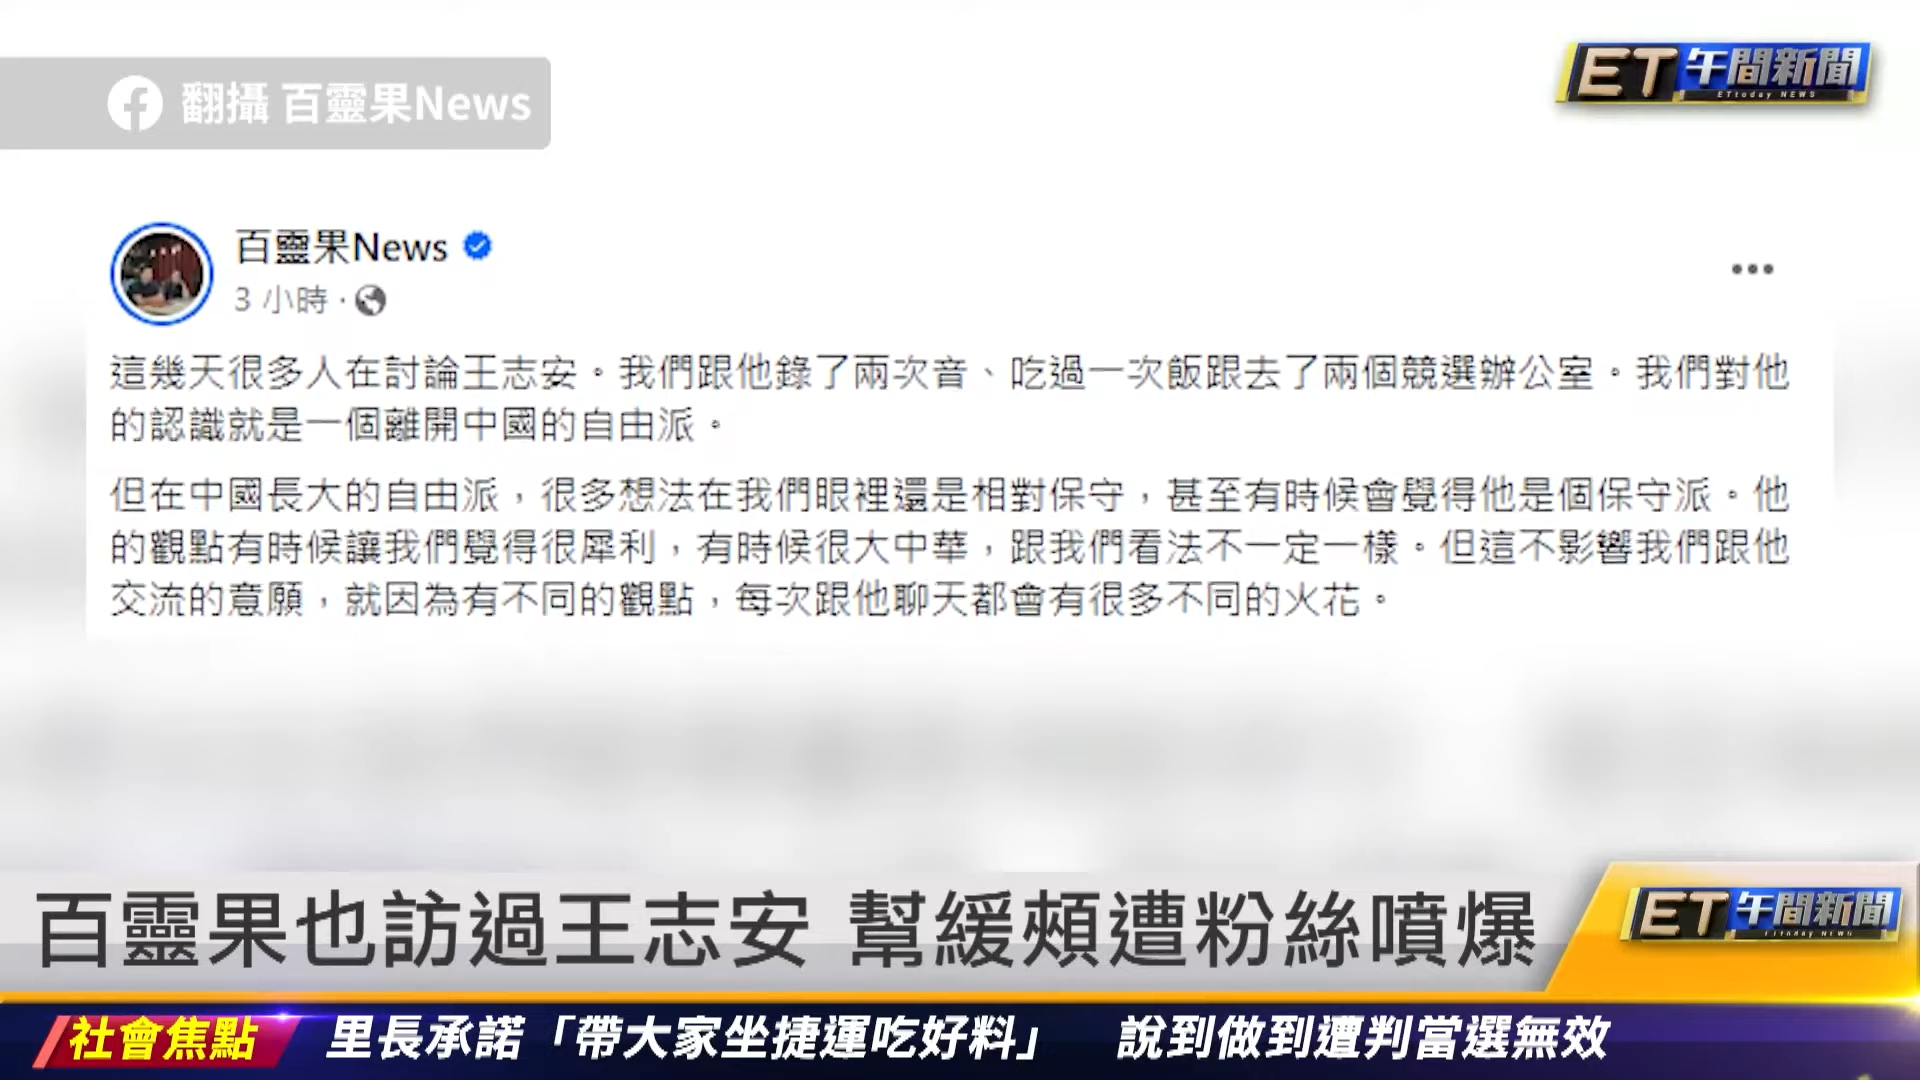 翻攝 百靈果News
ET午間新聞
ETtoday NEWS
百靈果News
3 小時 ·
這幾天很多人在討論王志安。我們跟他錄了兩次音、吃過一次飯跟去了兩個競選辦公室。我們對他
的認識就是一個離開中國的自由派。
但在中國長大的自由派，很多想法在我們眼裡還是相對保守，甚至有時候會覺得他是個保守派。他
的觀點有時候讓我們覺得很犀利，有時候很大中華，跟我們看法不一定一樣。但這不影響我們跟他
交流的意願，就因為有不同的觀點，每次跟他聊天都會有很多不同的火花。
百靈果也訪過王志安 幫緩頰遭粉絲噴爆
ET午間新聞
ETtoday NEWS
社會焦點 里長承諾「帶大家坐捷運吃好料」 說到做到遭判當選無效